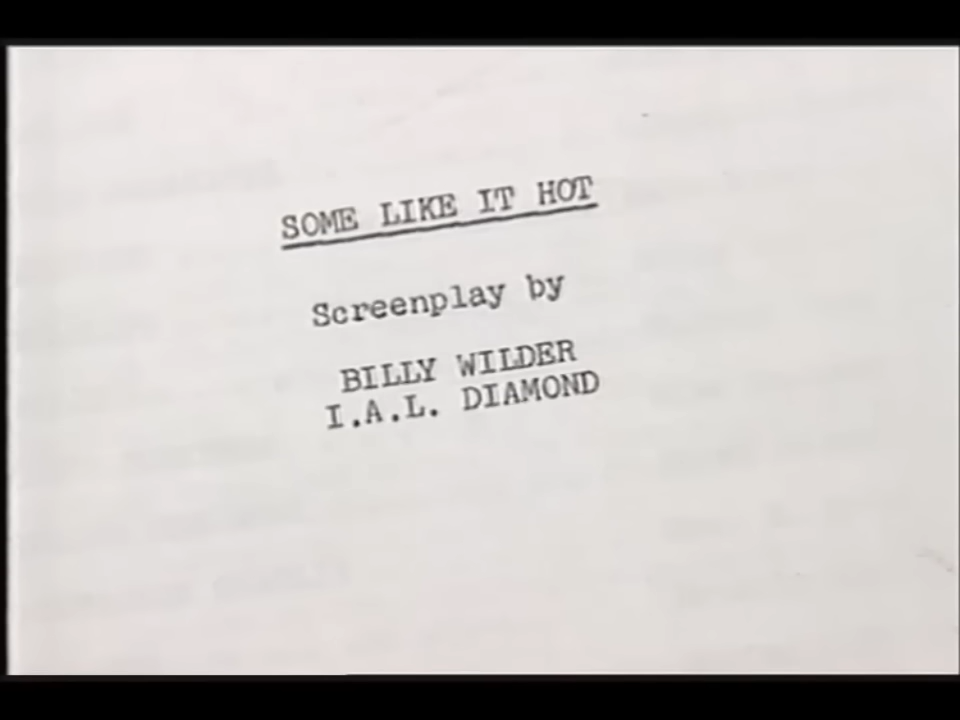 SOME LIKE IT HOT
Screenplay by
BILLY WILDER
I.A.L. DIAMOND